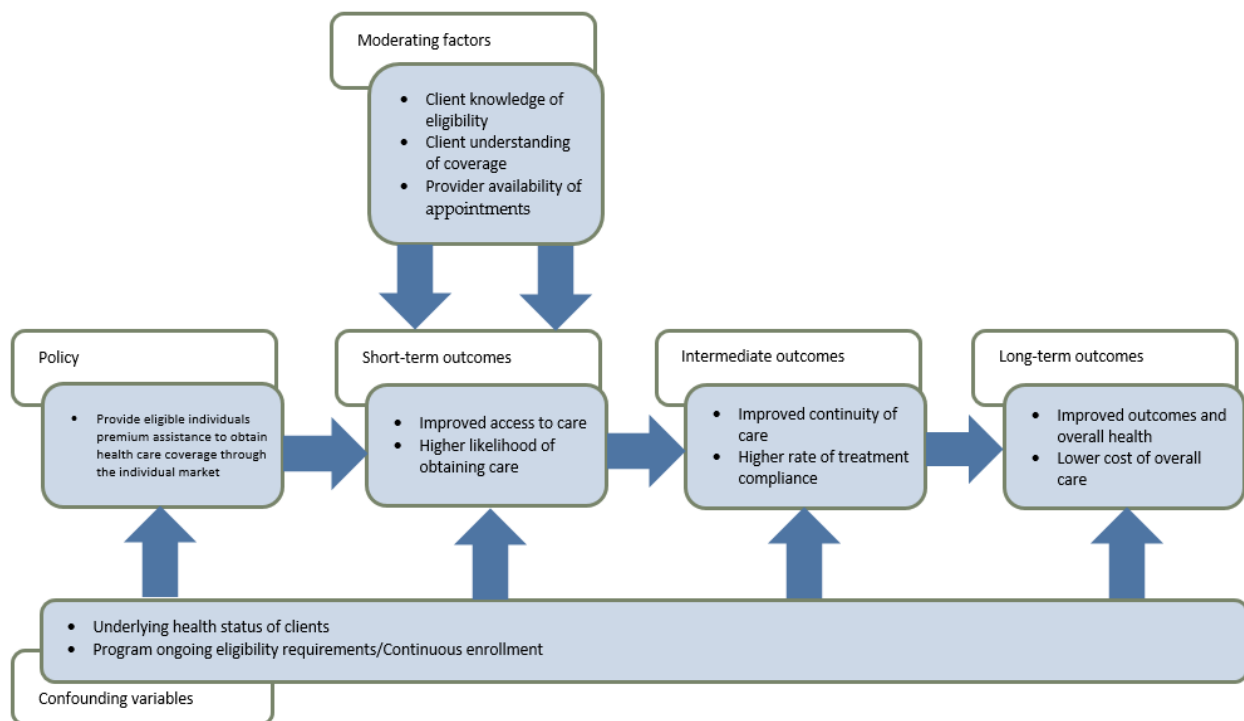 Moderating factors
• Client knowledge of
eligibility
• Client understanding
of coverage
• Provider availability of
appointments
Policy
• Provide eligible individuals
premium assistance to obtain
health care coverage through
the individual market
Short-term outcomes
• Improved access to care
• Higher likelihood of
obtaining care
Intermediate outcomes
• Improved continuity of
care
• Higher rate of treatment
compliance
Long-term outcomes
• Improved outcomes and
overall health
• Lower cost of overall
care
• Underlying health status of clients
• Program ongoing eligibility requirements/Continuous enrollment
Confounding variables